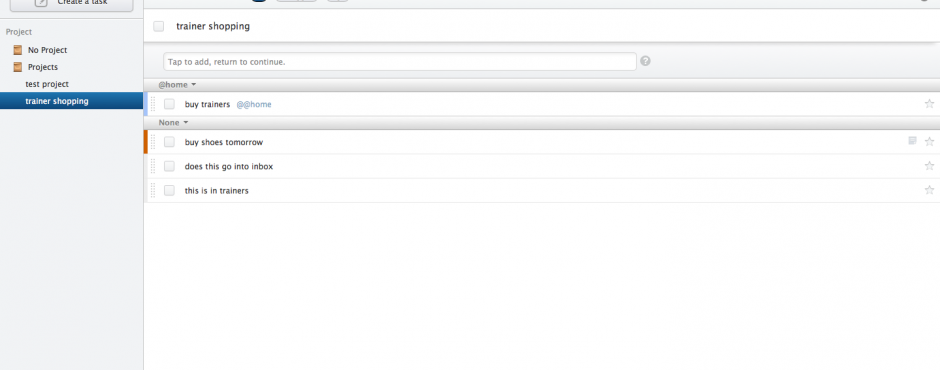 Create a task
Project
No Project
Projects
test project
trainer shopping
trainer shopping
Tap to add, return to continue.
@home
buy trainers @@home
None
buy shoes tomorrow
does this go into inbox
this is in trainers